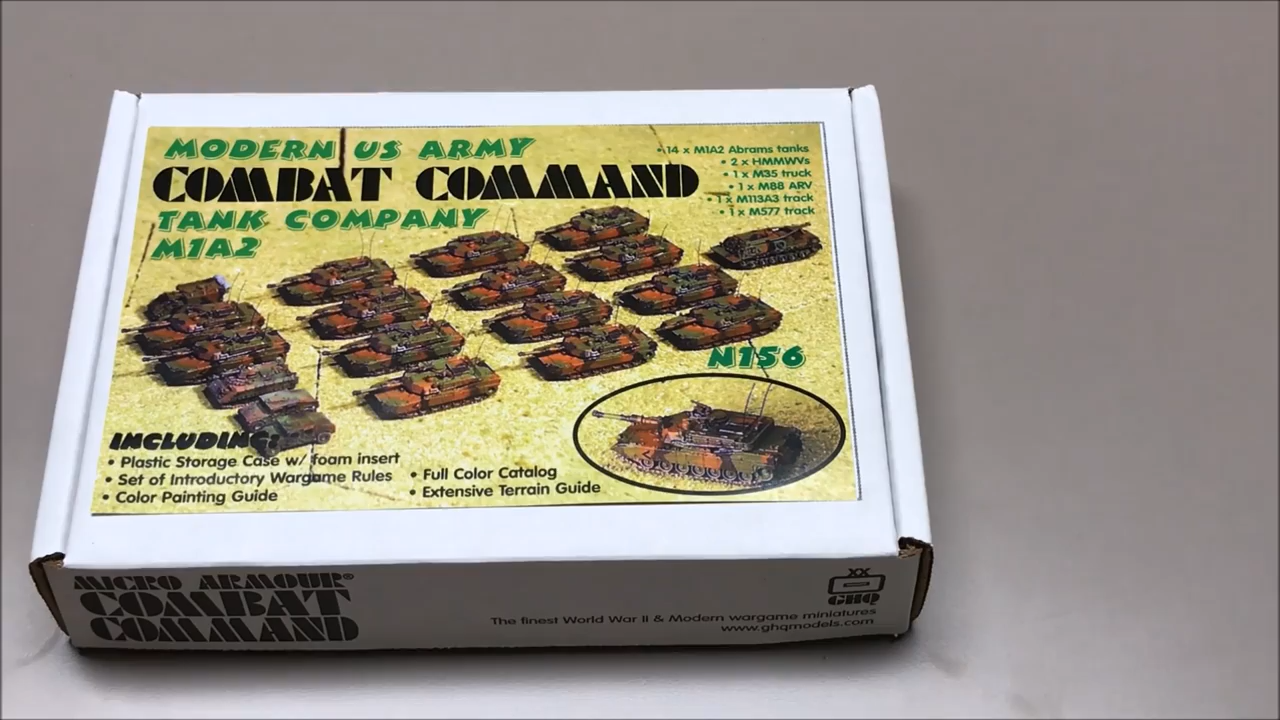 MODERN US ARMY
COMBAT COMMAND
TANK COMPANY
M1A2
• 14 x M1A2 Abrams tanks
• 2 x HMMWVs
• 1 x M35 truck
• 1 x M88 ARV
• 1 x M113A3 track
• 1 x M577 track
N156
INCLUDING:
• Plastic Storage Case w/ foam insert
• Set of Introductory Wargame Rules
• Color Painting Guide
• Full Color Catalog
• Extensive Terrain Guide
MICRO ARMOUR®
COMBAT
COMMAND
XX
GHQ
The finest World War II & Modern wargame miniatures
www.ghqmodels.com